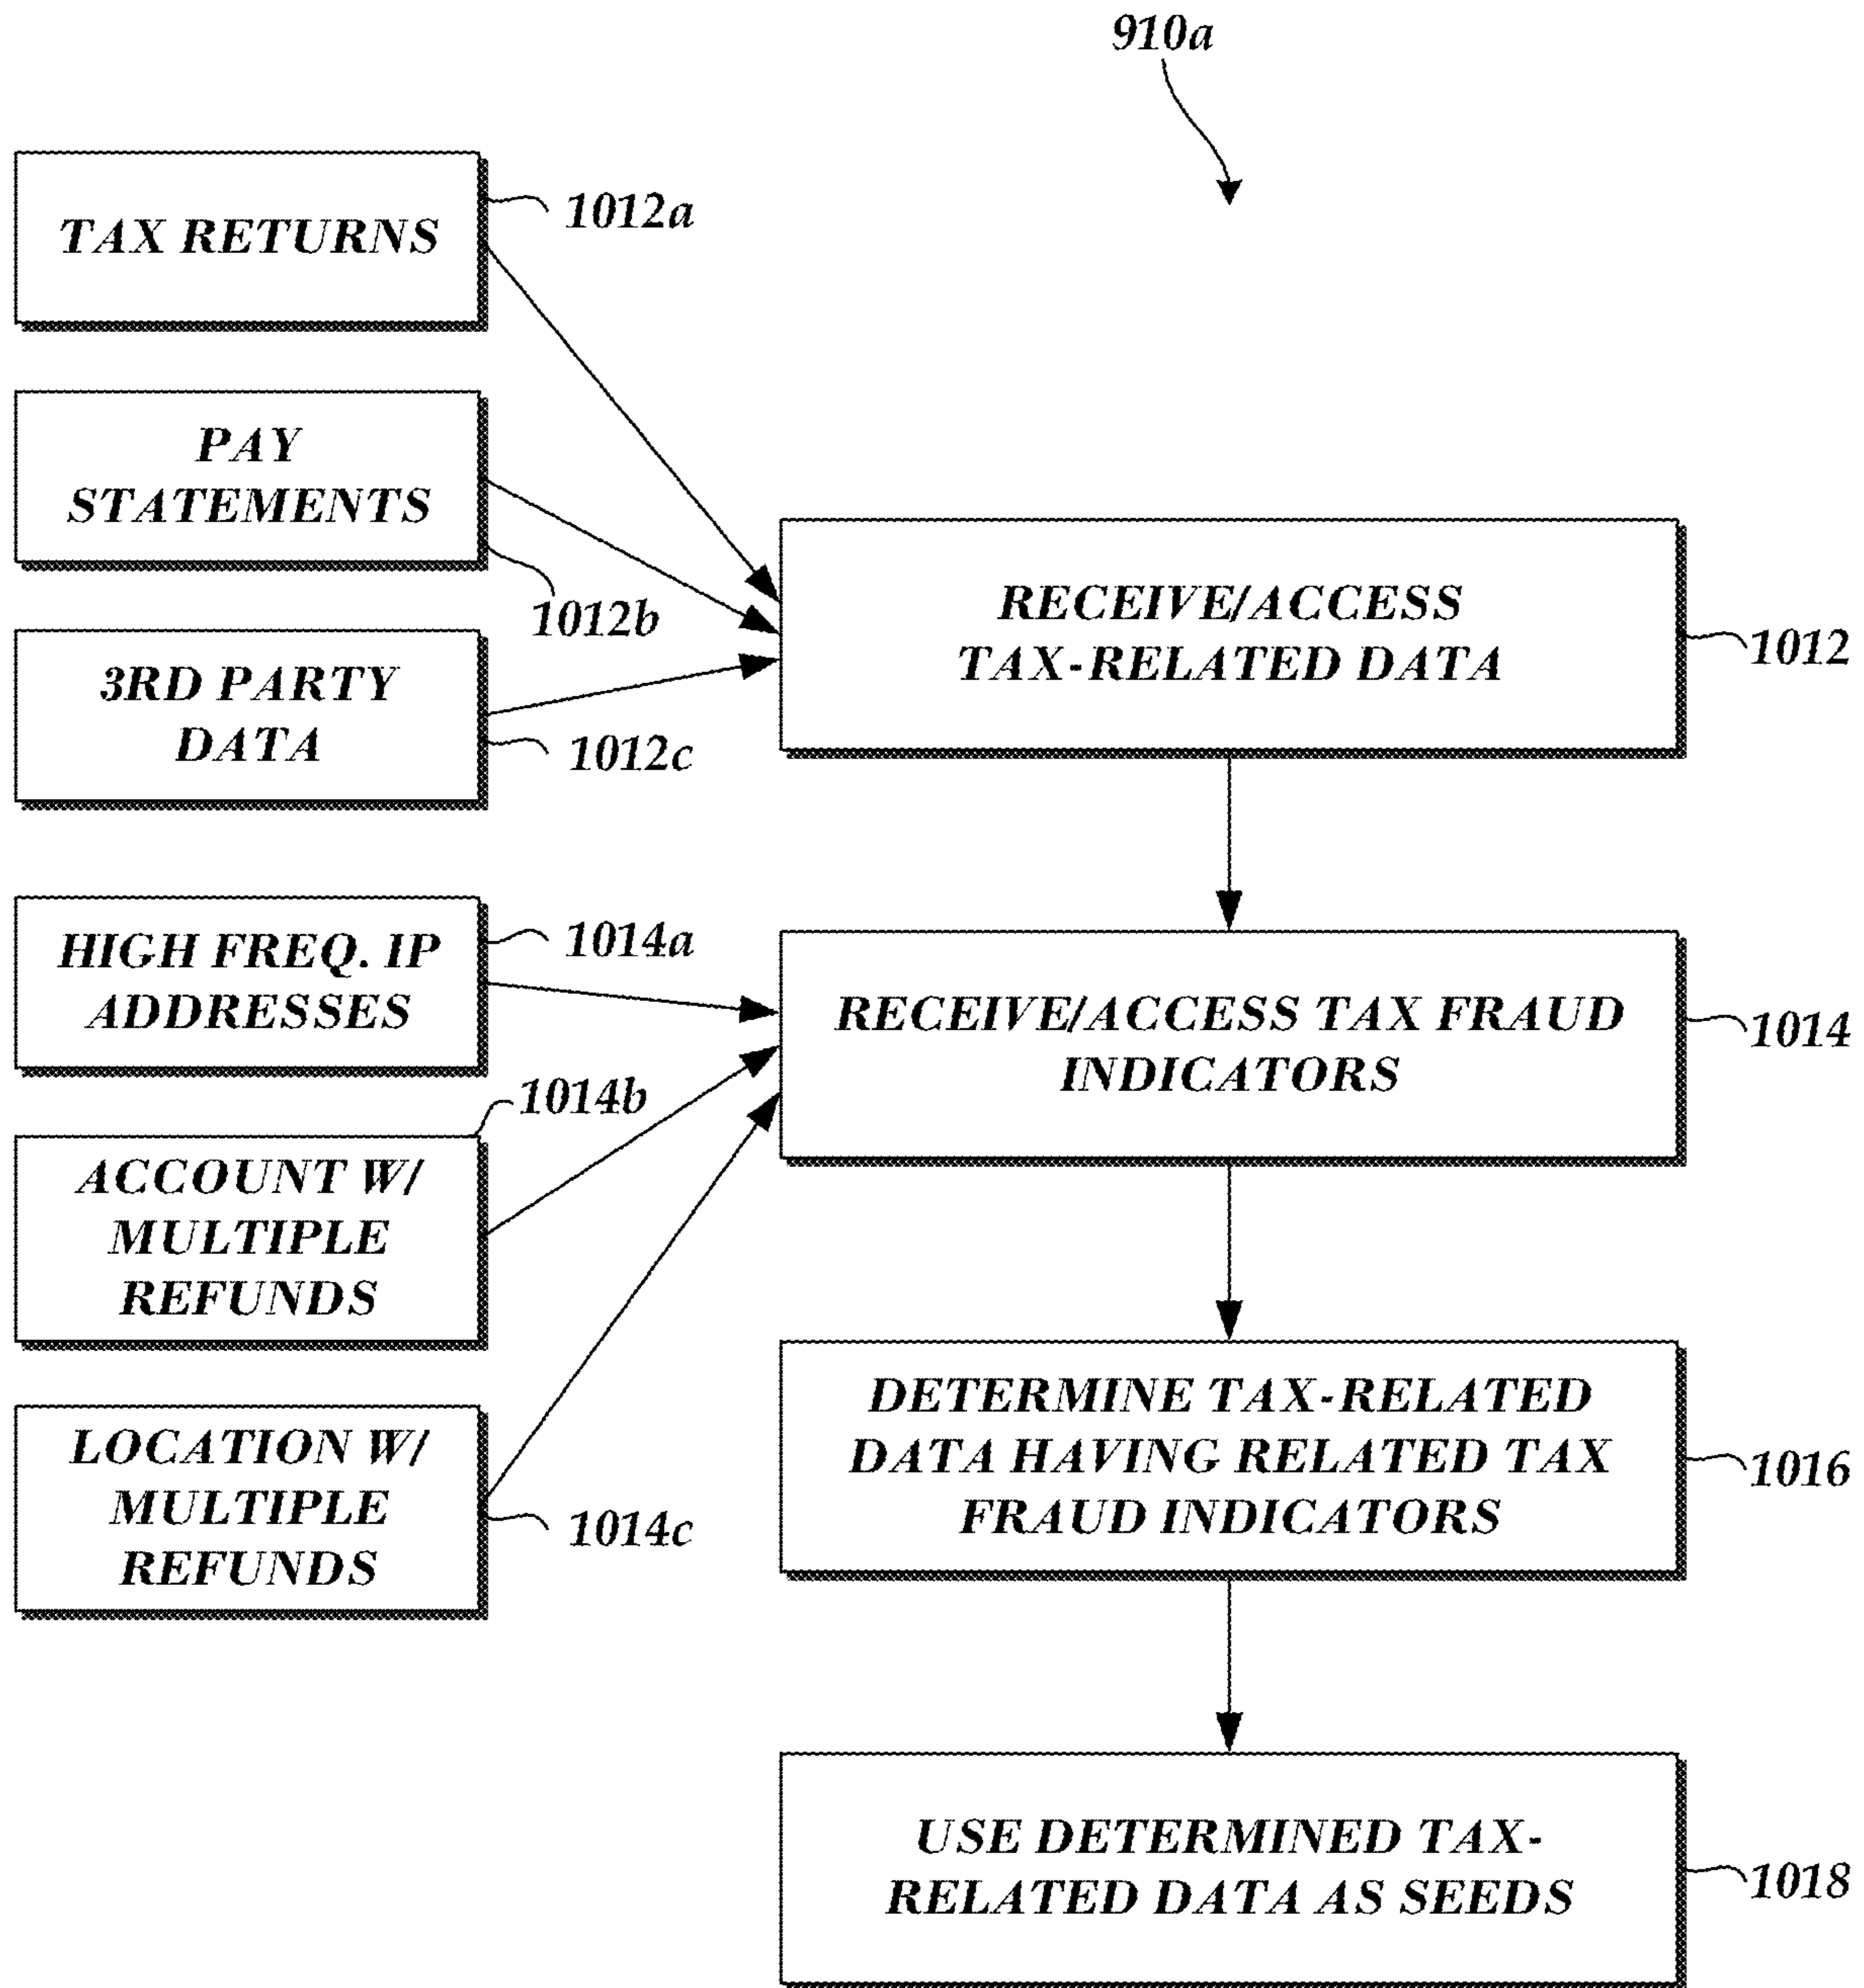 910a
TAX RETURNS
1012a
PAY
STATEMENTS
1012b
3RD PARTY
DATA
1012c
RECEIVE/ACCESS
TAX-RELATED DATA
1012
HIGH FREQ. IP
ADDRESSES
1014a
ACCOUNT W/
MULTIPLE
REFUNDS
1014b
LOCATION W/
MULTIPLE
REFUNDS
1014c
RECEIVE/ACCESS TAX FRAUD
INDICATORS
1014
DETERMINE TAX-RELATED
DATA HAVING RELATED TAX
FRAUD INDICATORS
1016
USE DETERMINED TAX-
RELATED DATA AS SEEDS
1018